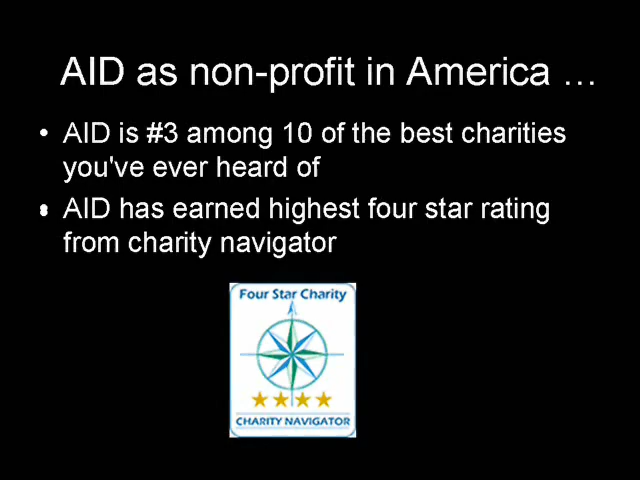 AID as non-profit in America ...
• AID is #3 among 10 of the best charities
you've ever heard of
• AID has earned highest four star rating
from charity navigator
Four Star Charity
CHARITY NAVIGATOR